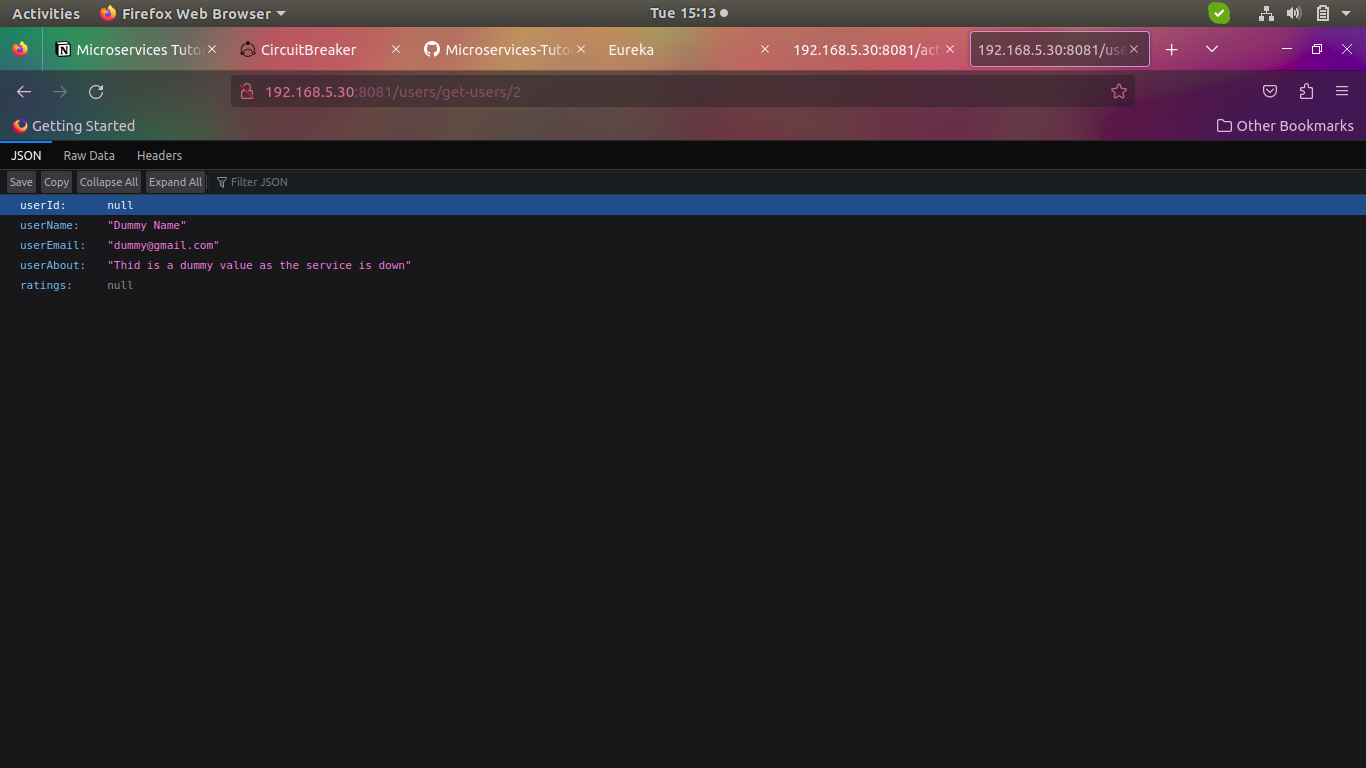 Activities Firefox Web Browser Tue 15:13
Microservices Tuto CircuitBreaker Microservices-Tuto Eureka 192.168.5.30:8081/act 192.168.5.30:8081/use
192.168.5.30:8081/users/get-users/2
Getting Started Other Bookmarks
JSON Raw Data Headers
Save Copy Collapse All Expand All Filter JSON
userId: null
userName: "Dummy Name"
userEmail: "dummy@gmail.com"
userAbout: "Thid is a dummy value as the service is down"
ratings: null